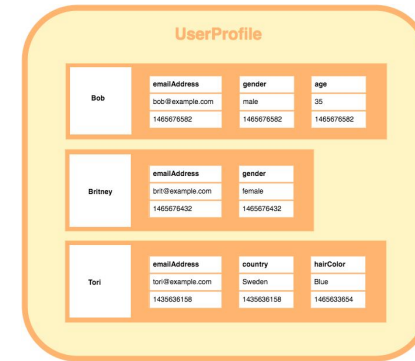 UserProfile
Bob
emailAddress gender age
bob@example.com male 35
1465676582 1465676582 1465676582
Britney
emailAddress gender
brit@example.com female
1465676432 1465676432
Tori
emailAddress country hairColor
tori@example.com Sweden Blue
1435636158 1435636158 1465633654